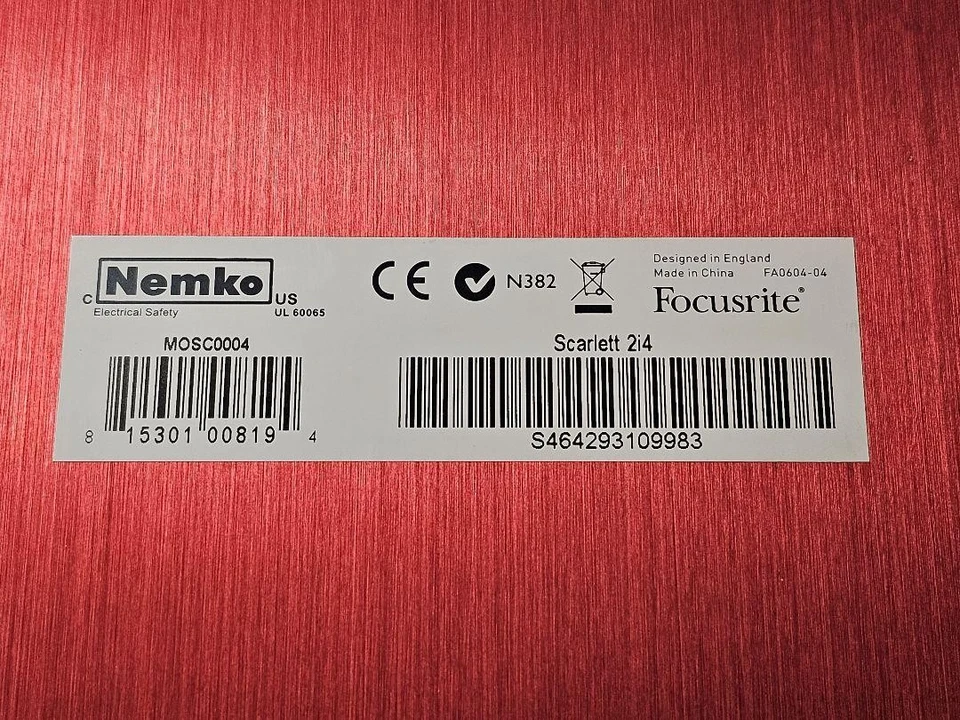 c Nemko US
Electrical Safety UL 60065
MOSC0004
8 15301 00819 4
CE N382
Designed in England
Made in China FA0604-04
Focusrite®
Scarlett 2i4
S464293109983